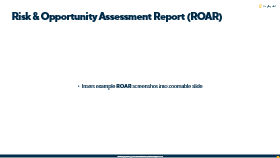 Risk & Opportunity Assessment Report (ROAR)
• Insert example ROAR screenshots into zoomable slide